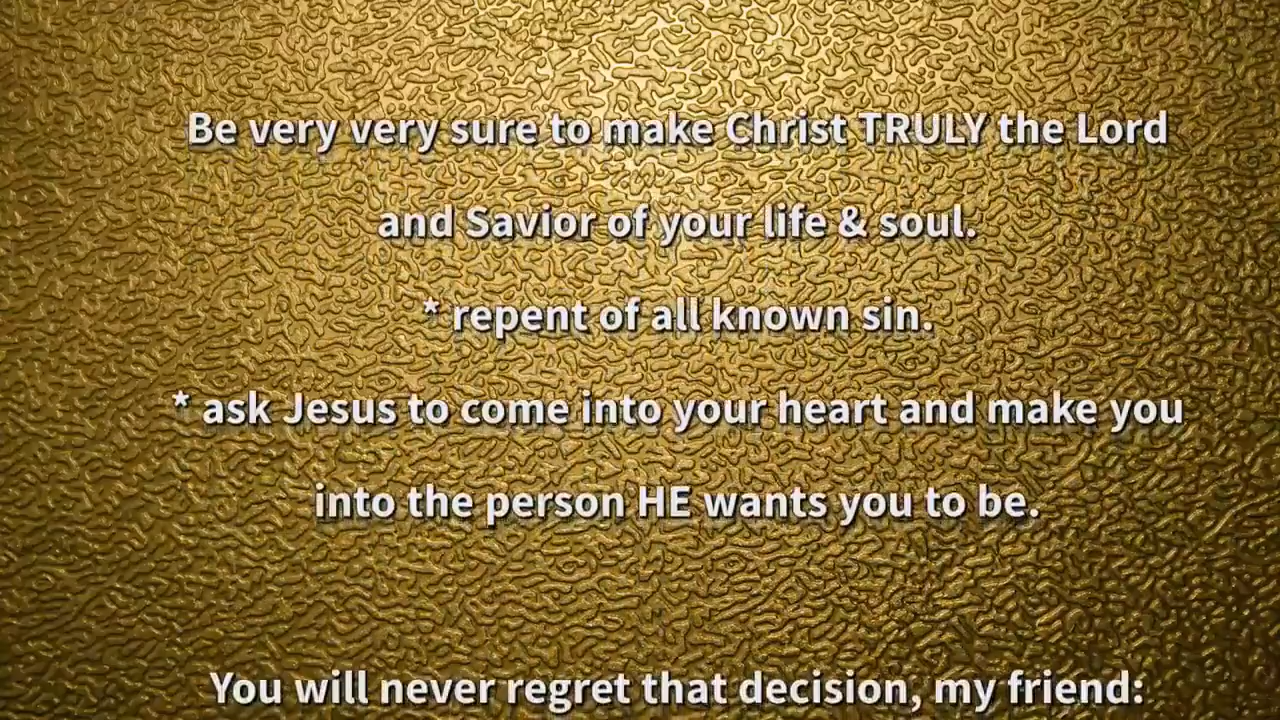 Be very very sure to make Christ TRULY the Lord
and Savior of your life & soul.
* repent of all known sin.
* ask Jesus to come into your heart and make you
into the person HE wants you to be.
You will never regret that decision, my friend: